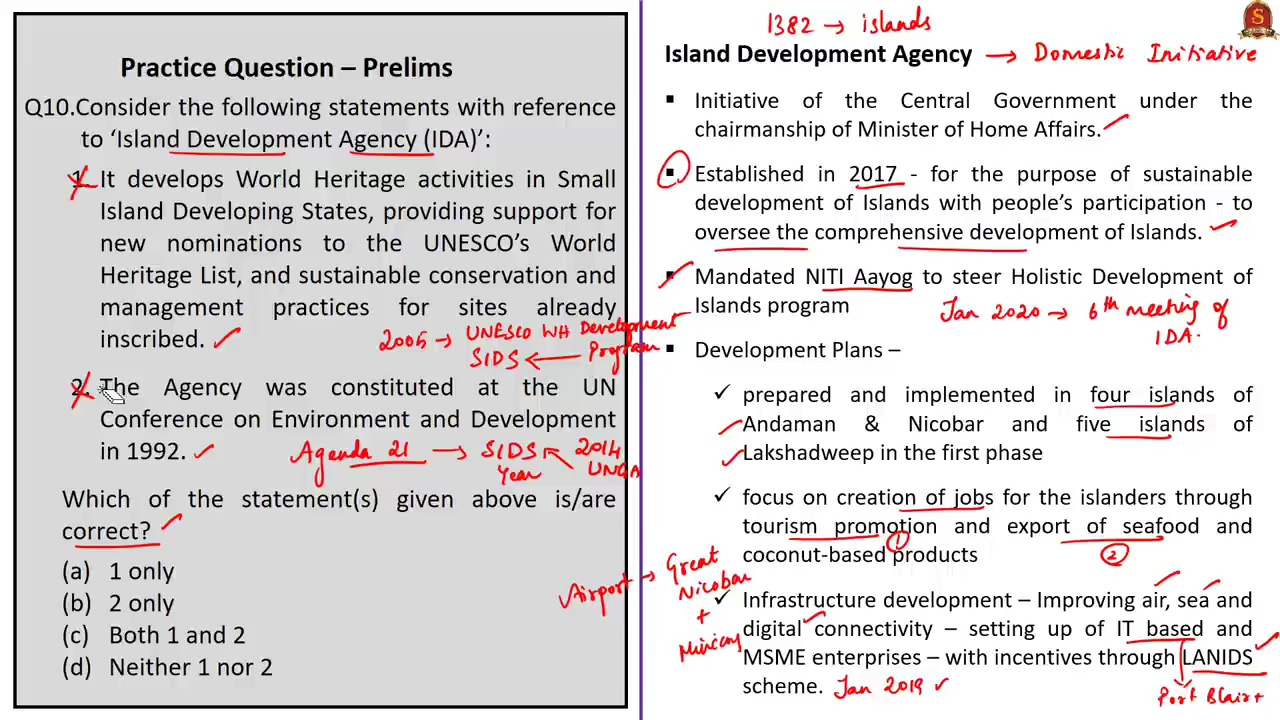 Practice Question – Prelims
Q10.Consider the following statements with reference
to ‘Island Development Agency (IDA)’:
1. It develops World Heritage activities in Small
Island Developing States, providing support for
new nominations to the UNESCO’s World
Heritage List, and sustainable conservation and
management practices for sites already
inscribed.
2005 → UNESCO WH Development
SIDS ← Program
2. The Agency was constituted at the UN
Conference on Environment and Development
in 1992.
Agenda 21 → SIDS 2014
Year UNGA
Which of the statement(s) given above is/are
correct?
(a) 1 only
(b) 2 only
(c) Both 1 and 2
(d) Neither 1 nor 2
1382 → islands
Island Development Agency → Domestic Initiative
▪ Initiative of the Central Government under the
chairmanship of Minister of Home Affairs.
▪ Established in 2017 - for the purpose of sustainable
development of Islands with people’s participation - to
oversee the comprehensive development of Islands.
▪ Mandated NITI Aayog to steer Holistic Development of
Islands program
Jan 2020 → 6th meeting of
IDA.
▪ Development Plans –
✓ prepared and implemented in four islands of
Andaman & Nicobar and five islands of
Lakshadweep in the first phase
✓ focus on creation of jobs for the islanders through
tourism promotion and export of seafood and
1 2
coconut-based products
Airport → Great
Nicobar
+
Minicoy
✓ Infrastructure development – Improving air, sea and
digital connectivity – setting up of IT based and
MSME enterprises – with incentives through LANIDS
scheme. Jan 2019
Port Blair +
S